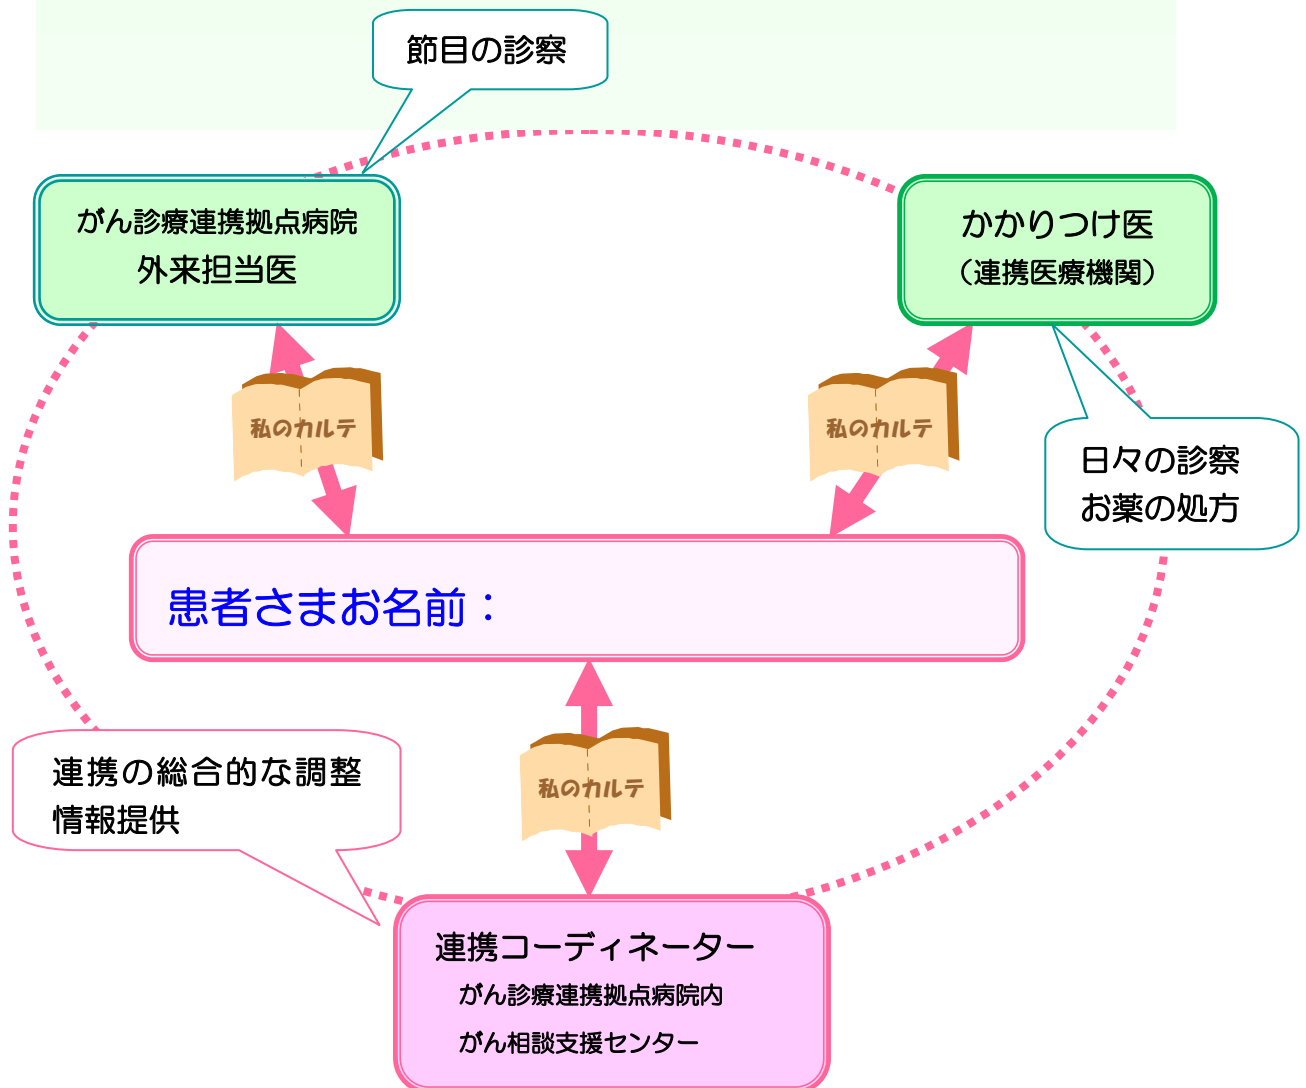 節目の診察
がん診療連携拠点病院
外来担当医
かかりつけ医
（連携医療機関）
私のカルテ
私のカルテ
日々の診察
お薬の処方
患者さまお名前：
連携の総合的な調整
情報提供
私のカルテ
連携コーディネーター
がん診療連携拠点病院内
がん相談支援センター